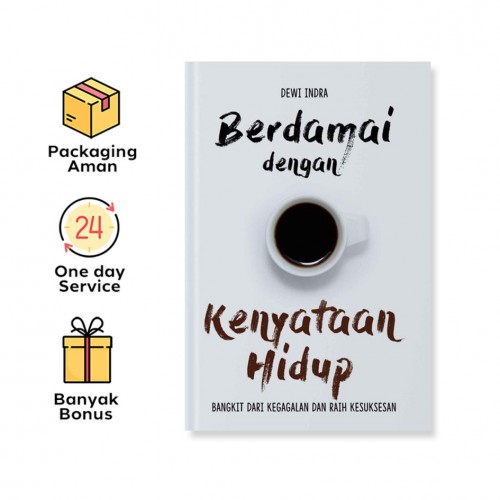 Packaging
Aman
24
One day
Service
Banyak
Bonus
DEWI INDRA
Berdamai
dengan
Kenyataan
Hidup
BANGKIT DARI KEGAGALAN DAN RAIH KESUKSESAN